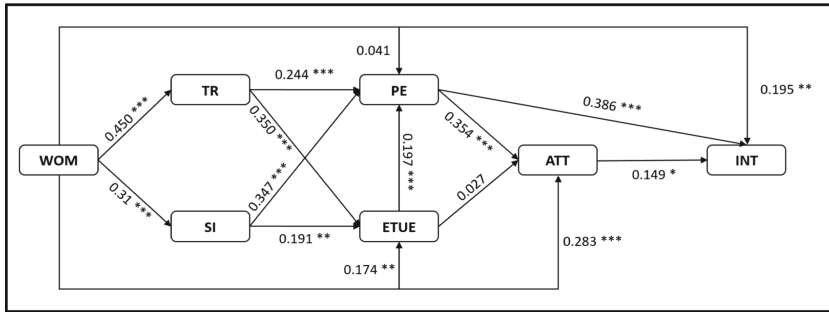 0.041
0.244 ***
TR
PE
0.450 ***
0.350 ***
0.386 ***
0.195 **
0.354 ***
0.197 ***
WOM
ATT
INT
0.347 ***
0.149 *
0.31 ***
0.027
SI
ETUE
0.191 **
0.283 ***
0.174 **